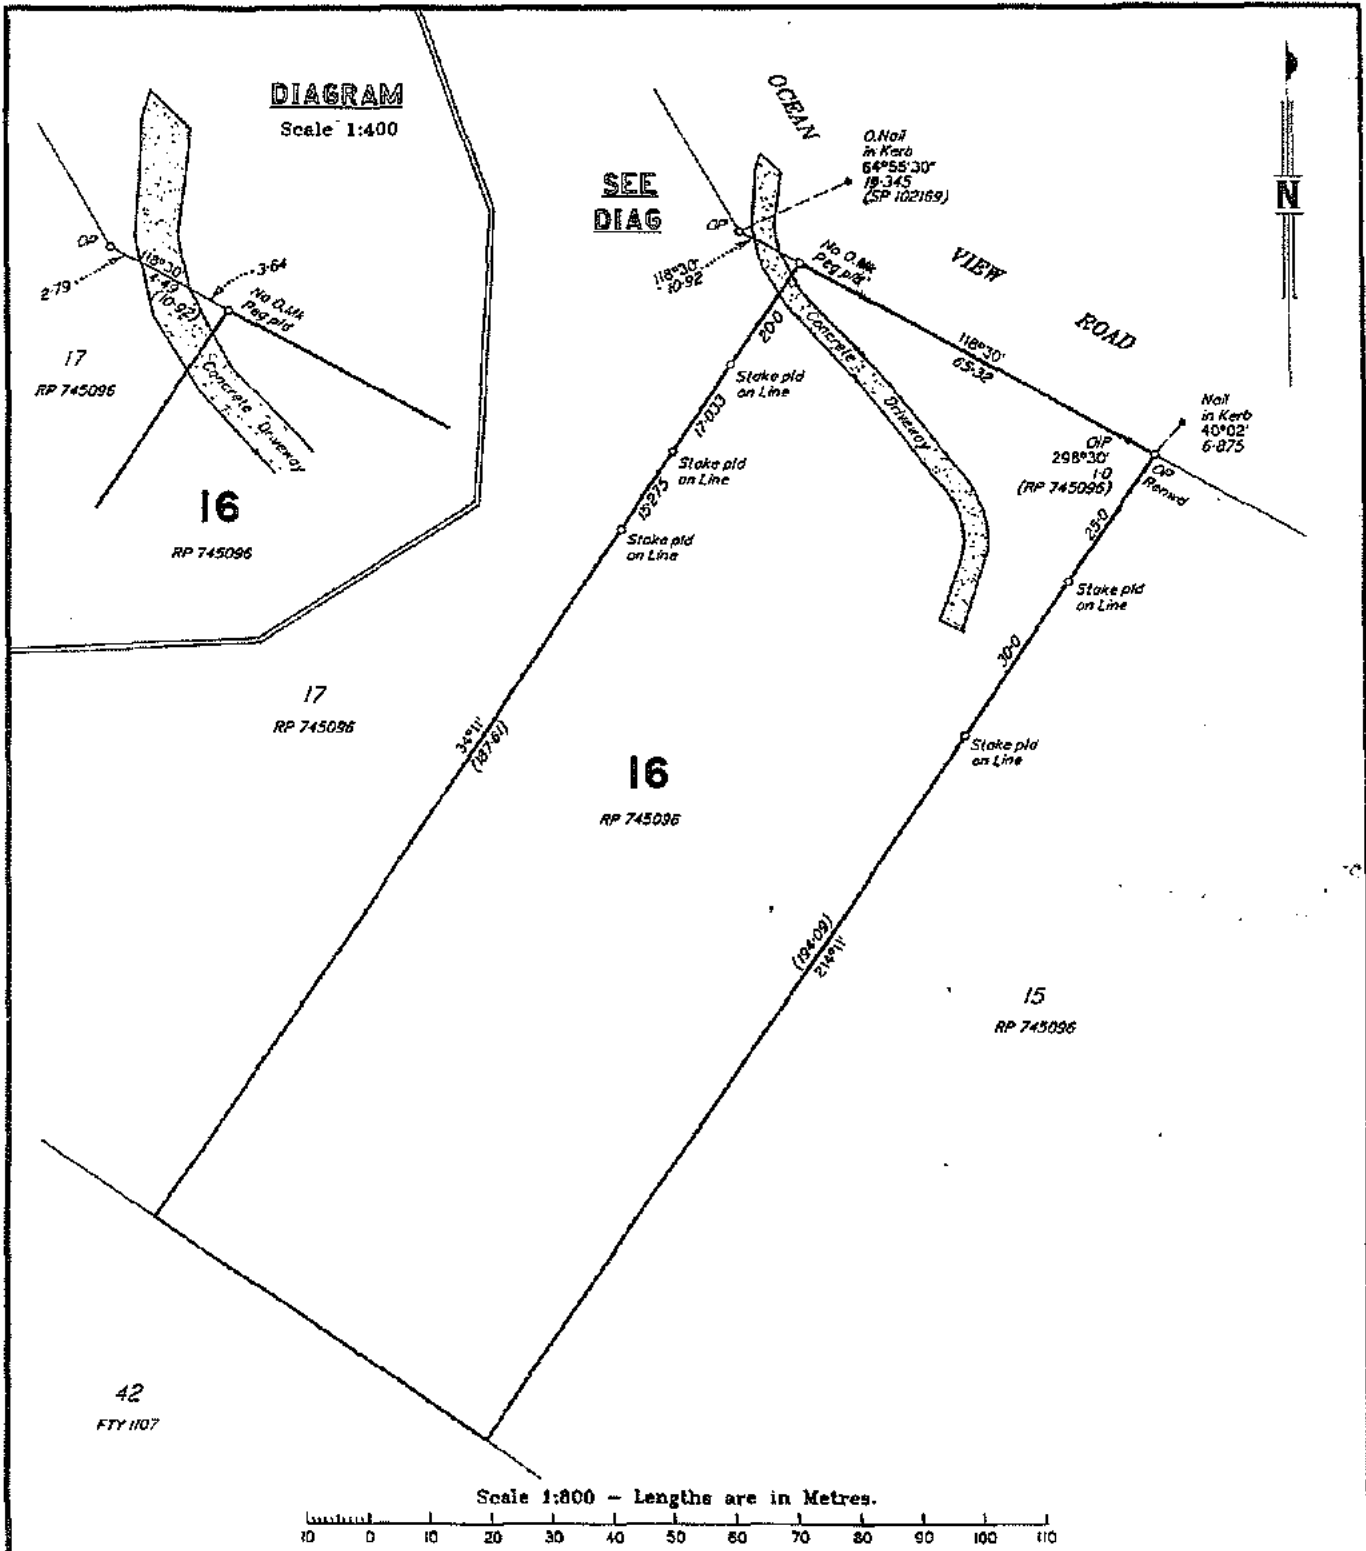 DIAGRAM
Scale 1:400
OP
2·79
118°30'
4·49
(10·92)
3·64
No O.Mk
Peg pld
17
RP 745096
Concrete Driveway
16
RP 745096
OCEAN
VIEW
ROAD
SEE
DIAG
O.Nail
in Kerb
64°55'30"
19·345
(SP 102169)
N
OP
118°30'
10·92
No O.Mk
Peg pld
118°30'
65·32
Nail
in Kerb
40°02'
6·875
OIP
298°30'
1·0
(RP 745096)
OP
Renwd
20·0
Concrete Driveway
Stake pld
on Line
17·033
Stake pld
on Line
15·275
Stake pld
on Line
25·0
Stake pld
on Line
30·0
Stake pld
on Line
17
RP 745096
34°11'
(187·61)
16
RP 745096
(194·09)
214°11'
15
RP 745096
42
FTY 1107
Scale 1:800 – Lengths are in Metres.
10 0 10 20 30 40 50 60 70 80 90 100 110